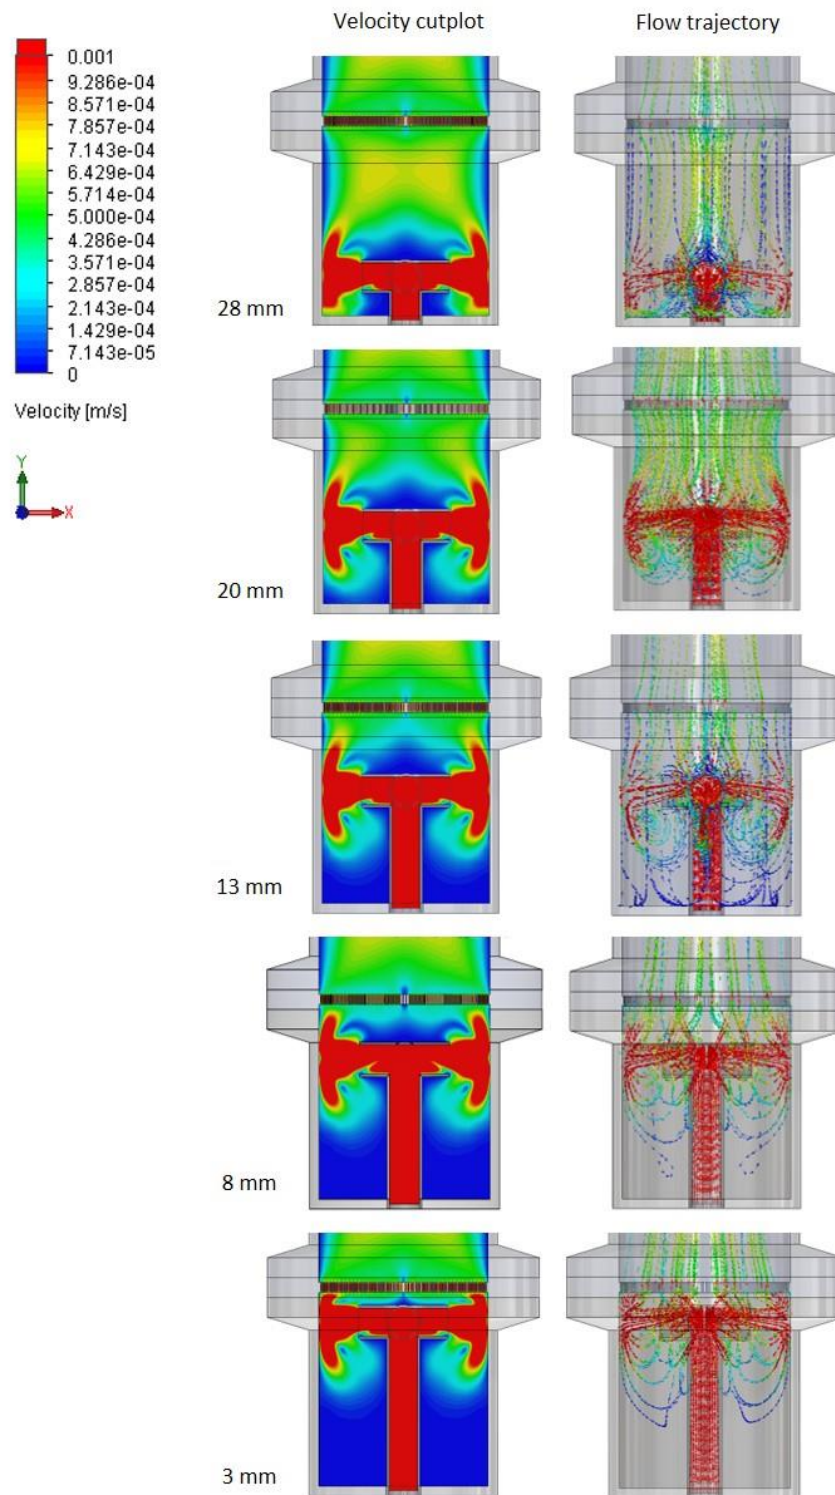 Velocity cutplot
Flow trajectory
0.001
9.286e-04
8.571e-04
7.857e-04
7.143e-04
6.429e-04
5.714e-04
5.000e-04
4.286e-04
3.571e-04
2.857e-04
2.143e-04
1.429e-04
7.143e-05
0
Velocity [m/s]
Y
X
28 mm
20 mm
13 mm
8 mm
3 mm